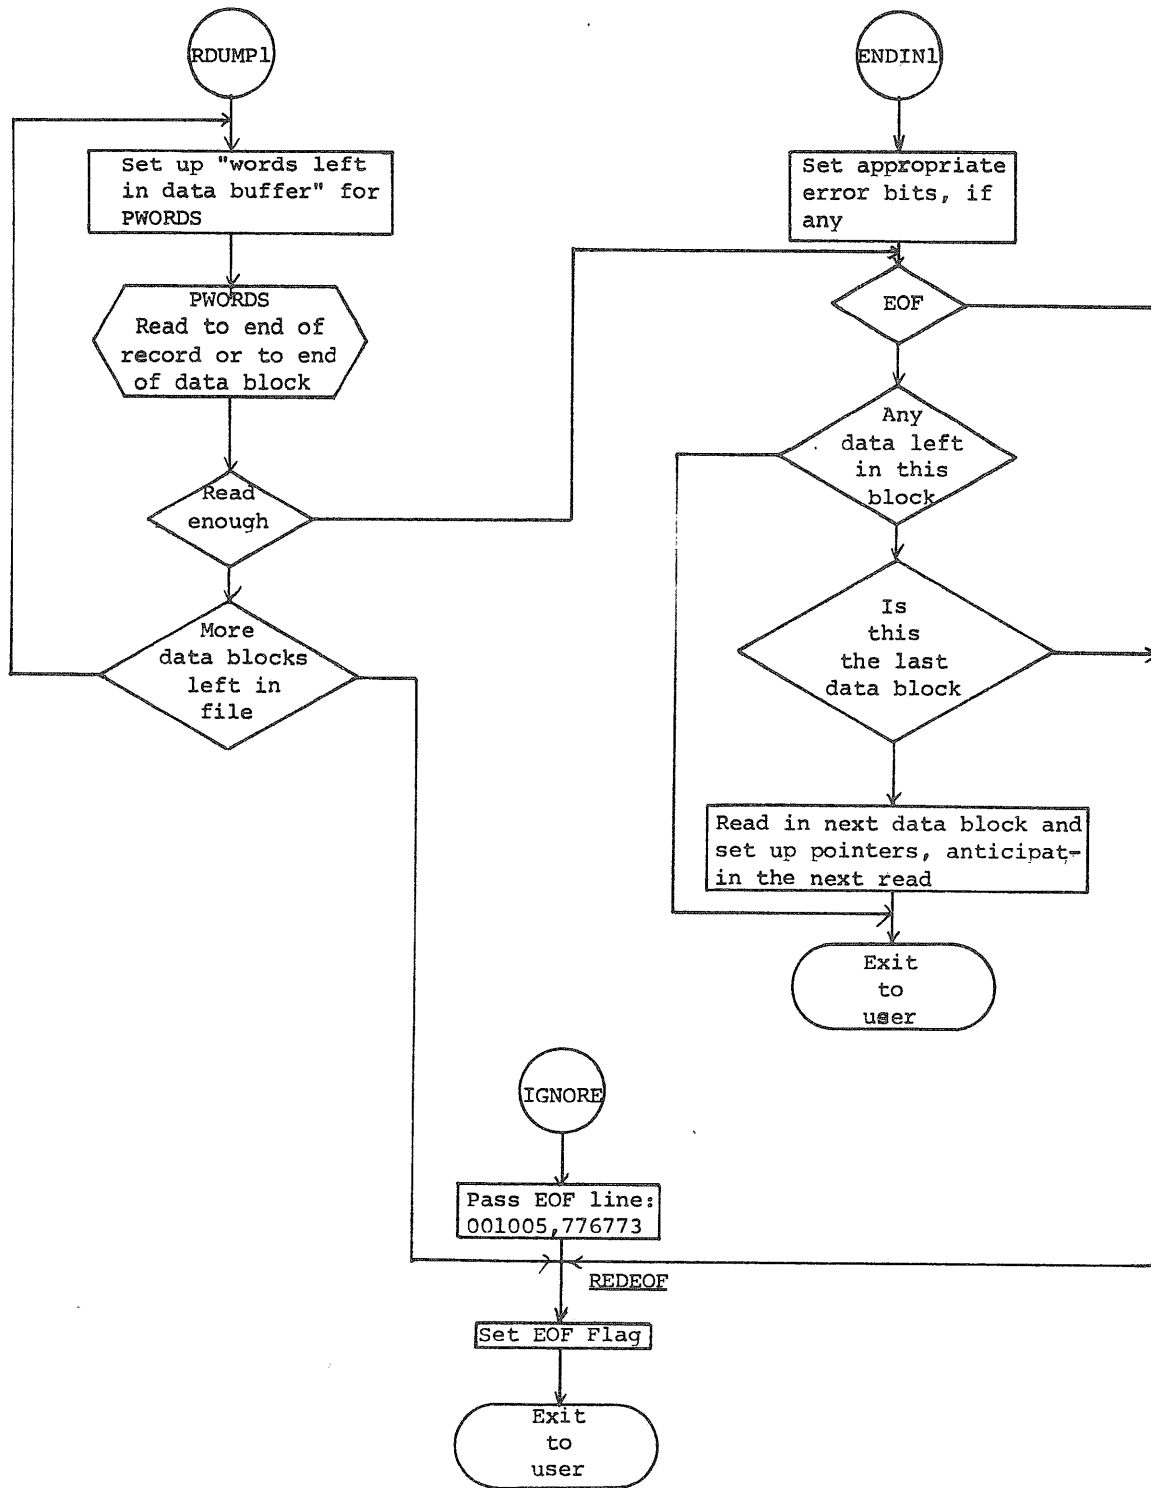 RDUMP1
Set up "words left
in data buffer" for
PWORDS
PWORDS
Read to end of
record or to end
of data block
Read
enough
More
data blocks
left in
file
ENDIN1
Set appropriate
error bits, if
any
EOF
Any
data left
in this
block
Is
this
the last
data block
Read in next data block and
set up pointers, anticipat-
in the next read
Exit
to
user
IGNORE
Pass EOF line:
001005,776773
REDEOF
Set EOF Flag
Exit
to
user